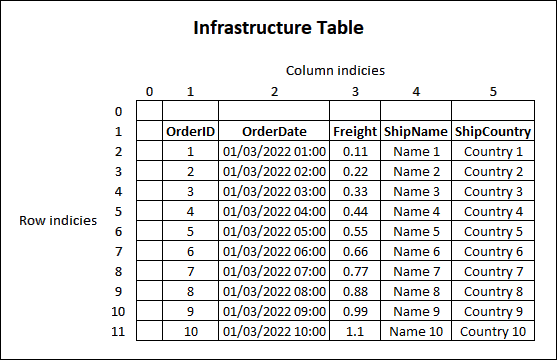 Infrastructure Table
Column indicies
0 1 2 3 4 5
0
1 OrderID OrderDate Freight ShipName ShipCountry
2 1 01/03/2022 01:00 0.11 Name 1 Country 1
3 2 01/03/2022 02:00 0.22 Name 2 Country 2
4 3 01/03/2022 03:00 0.33 Name 3 Country 3
5 4 01/03/2022 04:00 0.44 Name 4 Country 4
Row indicies
6 5 01/03/2022 05:00 0.55 Name 5 Country 5
7 6 01/03/2022 06:00 0.66 Name 6 Country 6
8 7 01/03/2022 07:00 0.77 Name 7 Country 7
9 8 01/03/2022 08:00 0.88 Name 8 Country 8
10 9 01/03/2022 09:00 0.99 Name 9 Country 9
11 10 01/03/2022 10:00 1.1 Name 10 Country 10